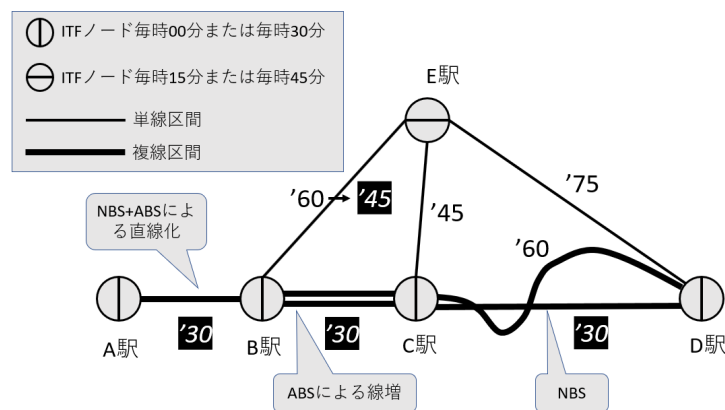 ITFノード毎時00分または毎時30分
ITFノード毎時15分または毎時45分
単線区間
複線区間
E駅
’60
’45
’45
’75
’60
NBS+ABSによ
る直線化
A駅
’30
B駅
’30
C駅
’30
D駅
ABSによる線増
NBS